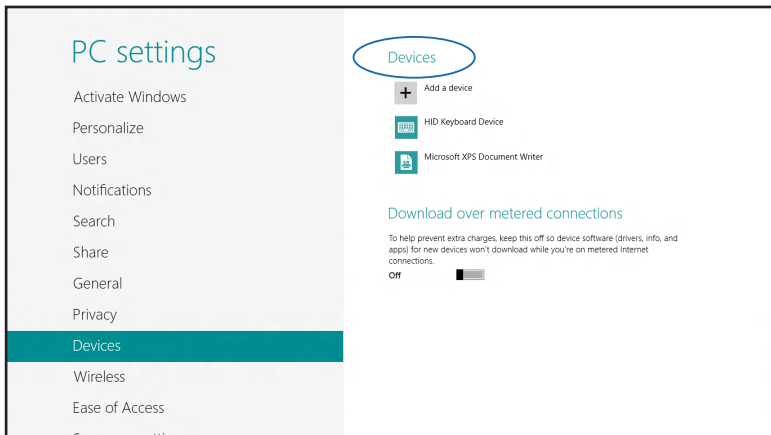 PC settings
Activate Windows
Personalize
Users
Notifications
Search
Share
General
Privacy
Devices
Wireless
Ease of Access
Devices
Add a device
HID Keyboard Device
Microsoft XPS Document Writer
Download over metered connections
To help prevent extra charges, keep this off so device software (drivers, info, and
apps) for new devices won't download while you're on metered Internet
connections.
Off